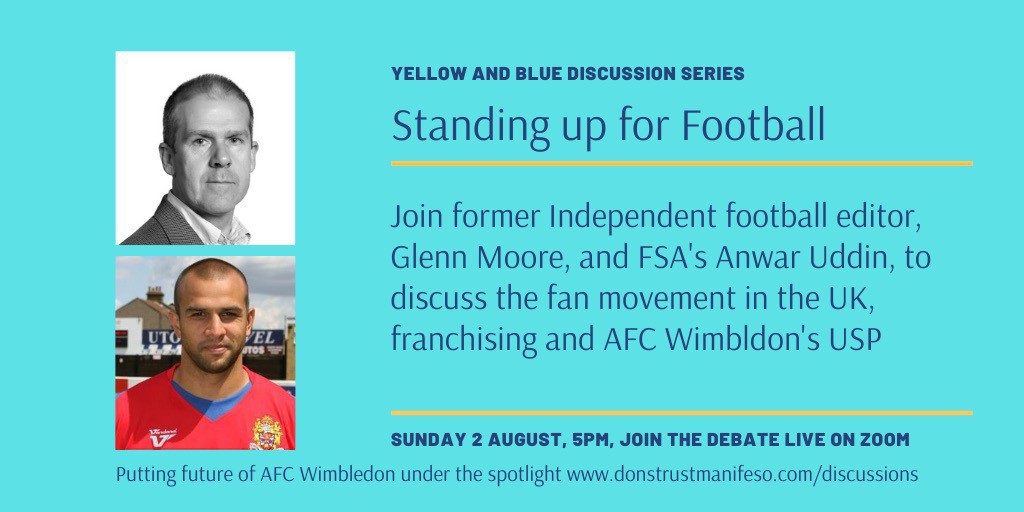 YELLOW AND BLUE DISCUSSION SERIES
Standing up for Football
Join former Independent football editor,
Glenn Moore, and FSA's Anwar Uddin, to
discuss the fan movement in the UK,
franchising and AFC Wimbldon's USP
SUNDAY 2 AUGUST, 5PM, JOIN THE DEBATE LIVE ON ZOOM
Putting future of AFC Wimbledon under the spotlight www.donstrustmanifeso.com/discussions